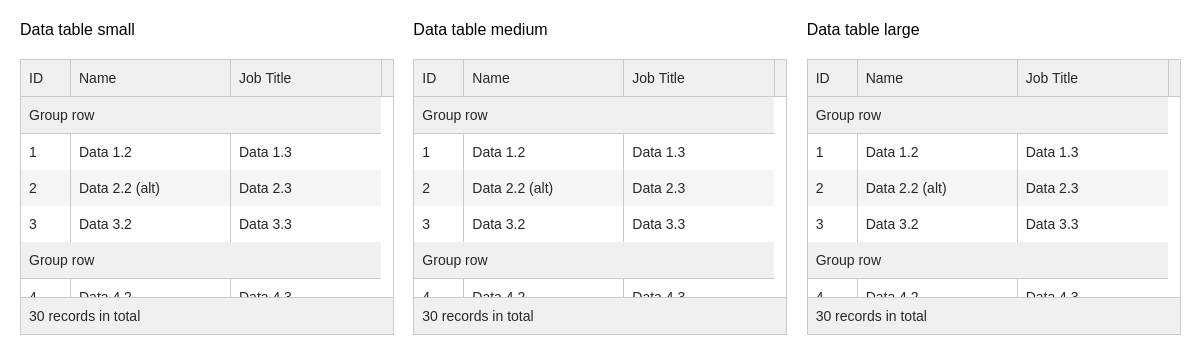 Data table small
ID Name Job Title
Group row
1 Data 1.2 Data 1.3
2 Data 2.2 (alt) Data 2.3
3 Data 3.2 Data 3.3
Group row
4 Data 4.2 Data 4.3
30 records in total
Data table medium
ID Name Job Title
Group row
1 Data 1.2 Data 1.3
2 Data 2.2 (alt) Data 2.3
3 Data 3.2 Data 3.3
Group row
4 Data 4.2 Data 4.3
30 records in total
Data table large
ID Name Job Title
Group row
1 Data 1.2 Data 1.3
2 Data 2.2 (alt) Data 2.3
3 Data 3.2 Data 3.3
Group row
4 Data 4.2 Data 4.3
30 records in total